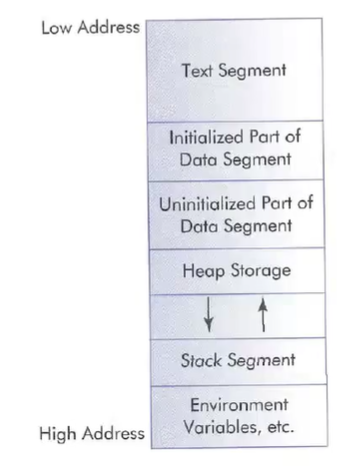 Low Address
Text Segment
Initialized Part of
Data Segment
Uninitialized Part of
Data Segment
Heap Storage
Stack Segment
Environment
Variables, etc.
High Address